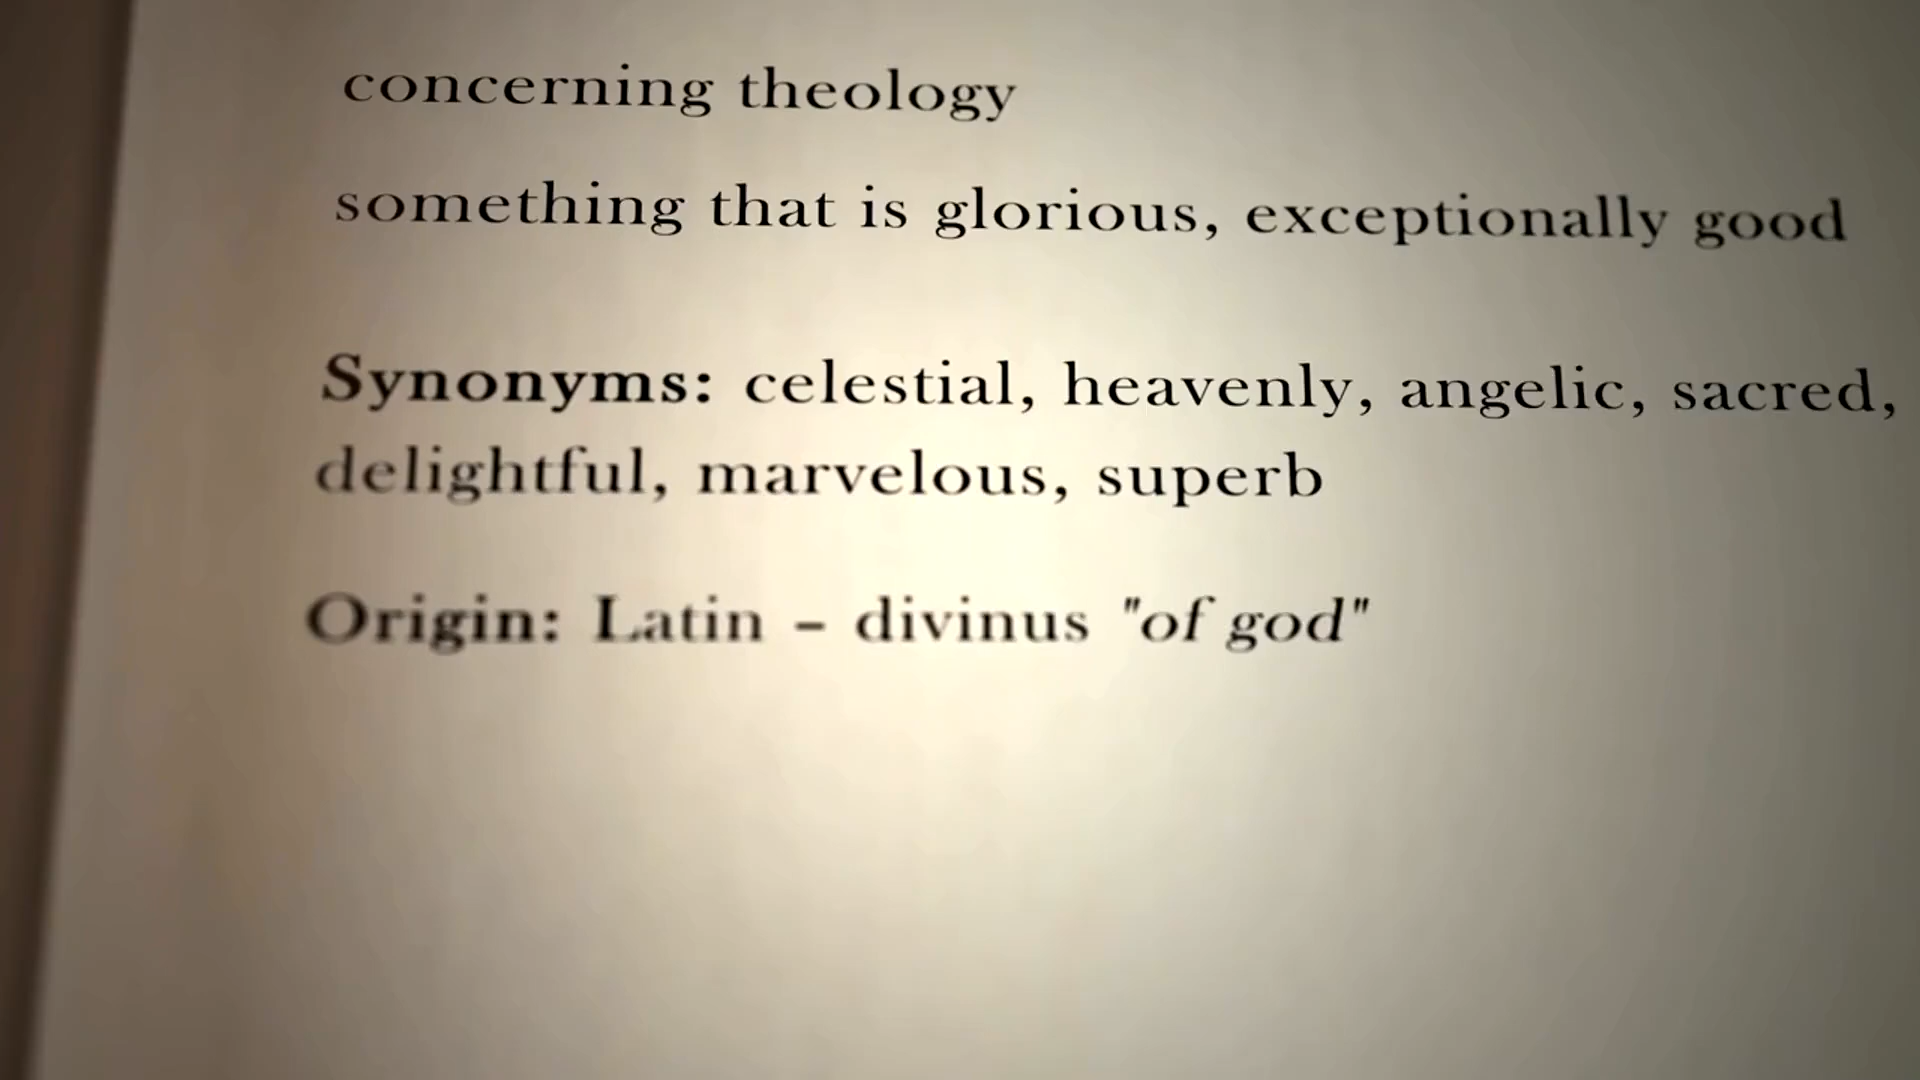 concerning theology
something that is glorious, exceptionally good
Synonyms: celestial, heavenly, angelic, sacred,
delightful, marvelous, superb
Origin: Latin – divinus "of god"